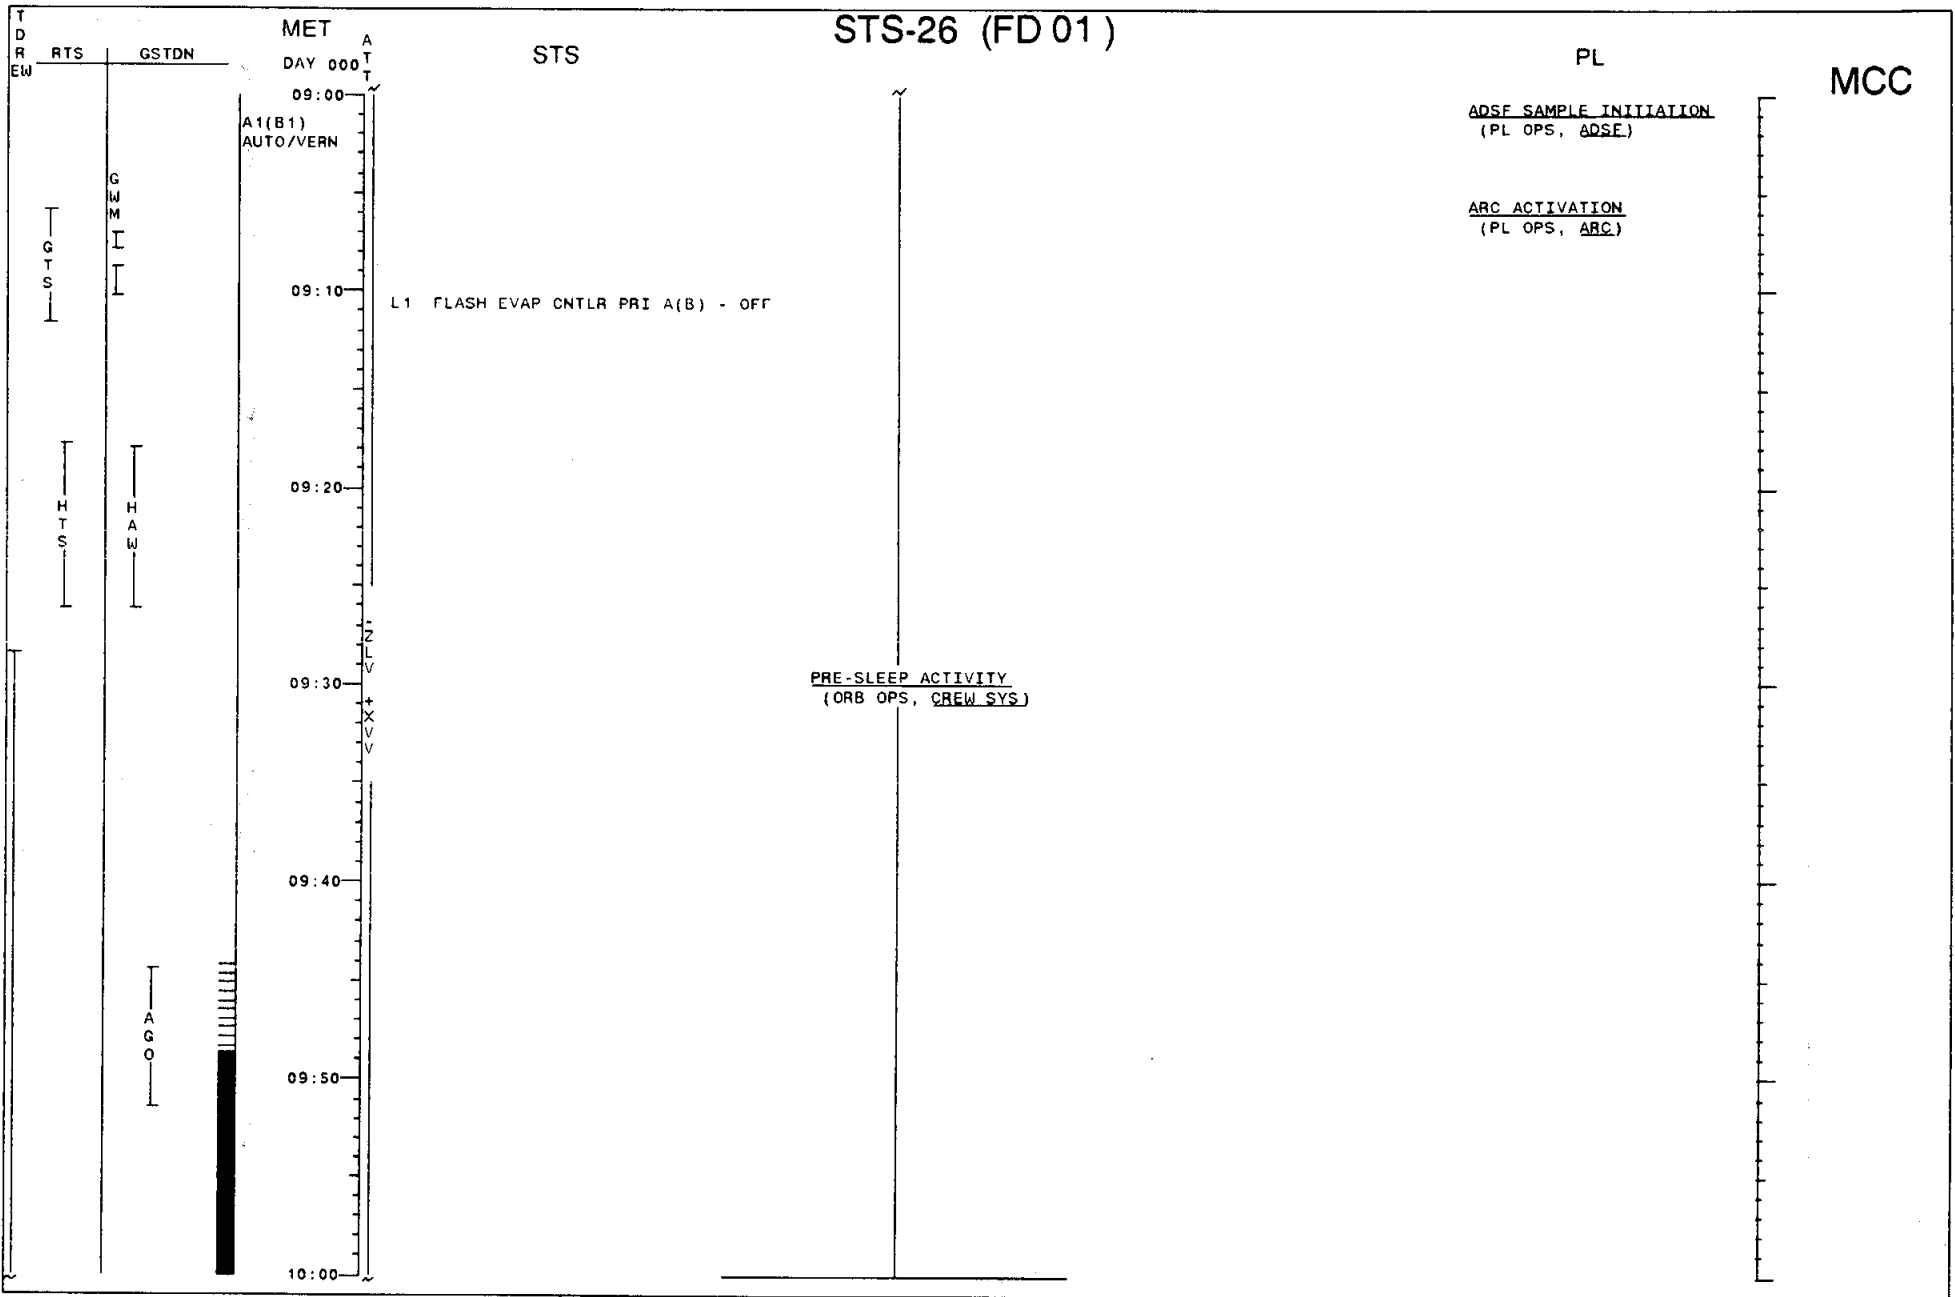 STS-26 (FD 01 )
TDREW
RTS
GSTDN
MET
DAY 000
ATT
STS
PL
MCC
09:00
A1(B1)
AUTO/VERN
ADSF SAMPLE INITIATION
(PL OPS, ADSF)
GWM
ARC ACTIVATION
(PL OPS, ARC)
GTS
09:10
L1 FLASH EVAP CNTLR PRI A(B) - OFF
09:20
HTS
HAW
-ZLV
09:30
+XVV
PRE-SLEEP ACTIVITY
(ORB OPS, CREW SYS)
09:40
AGO
09:50
10:00